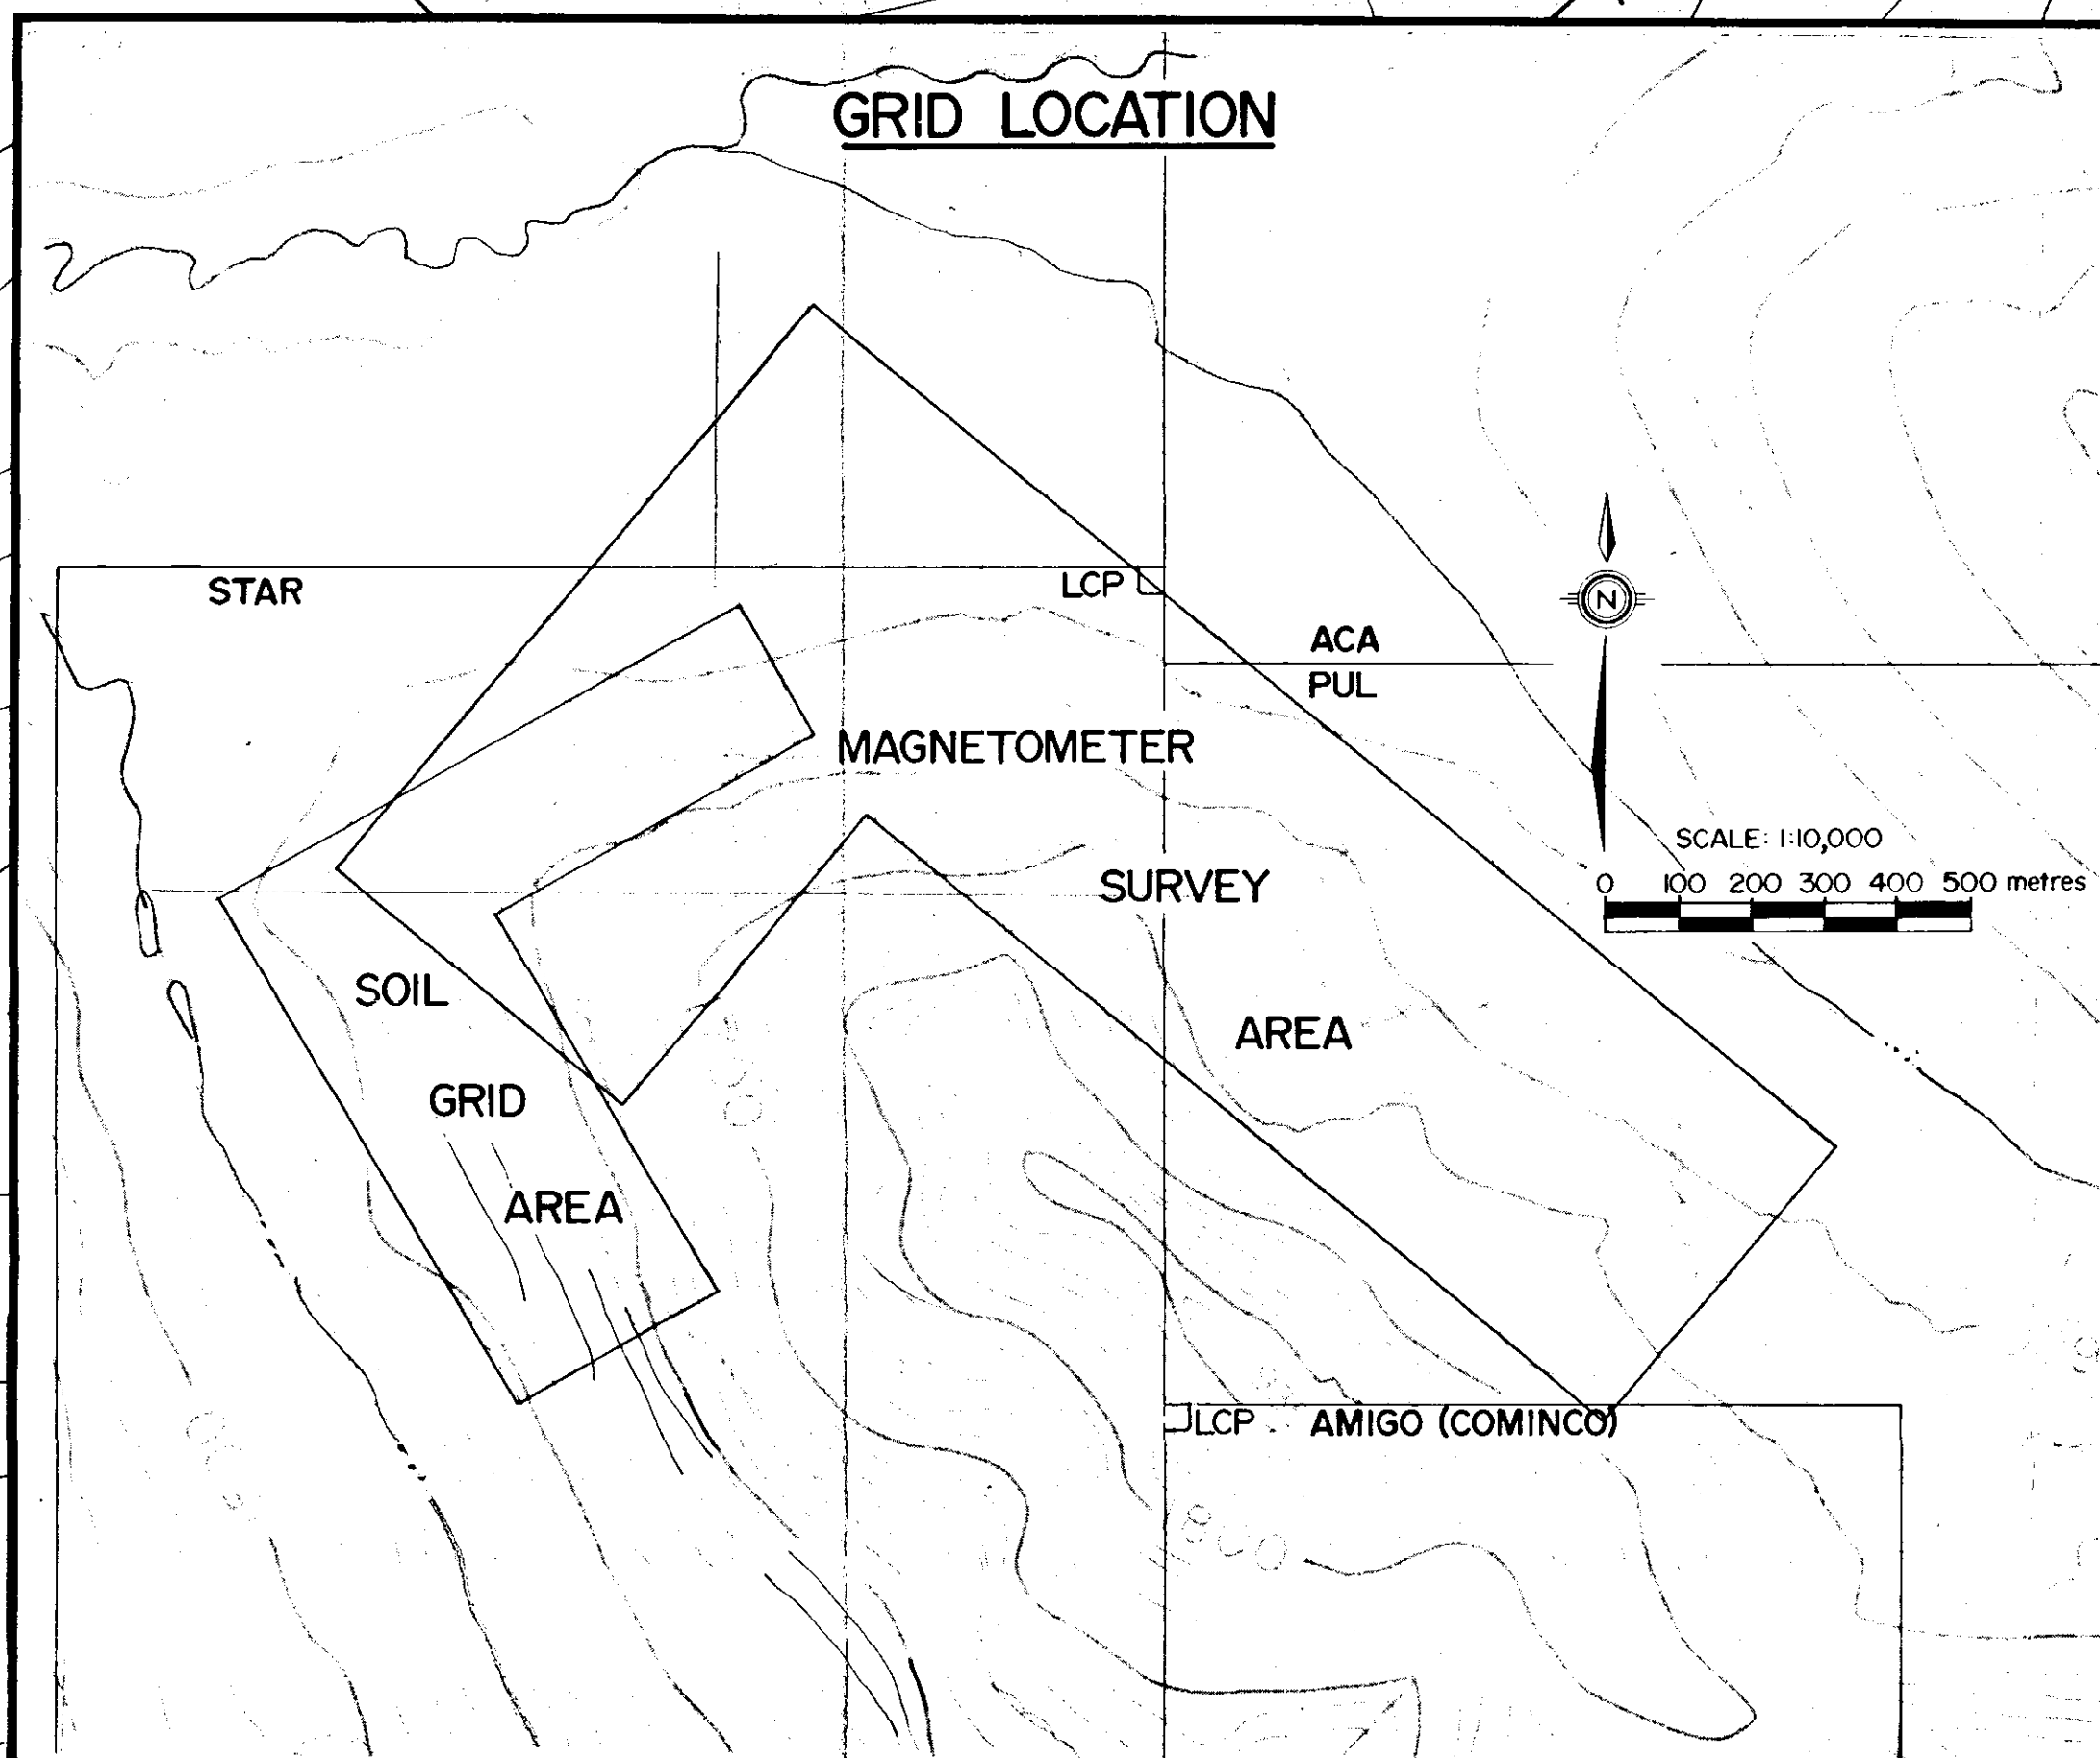 GRID LOCATION
STAR
LCP
ACA
PUL
N
MAGNETOMETER
SCALE: 1:10,000
0 100 200 300 400 500 metres
SURVEY
SOIL
AREA
GRID
AREA
LCP
AMIGO (COMINCO)
800